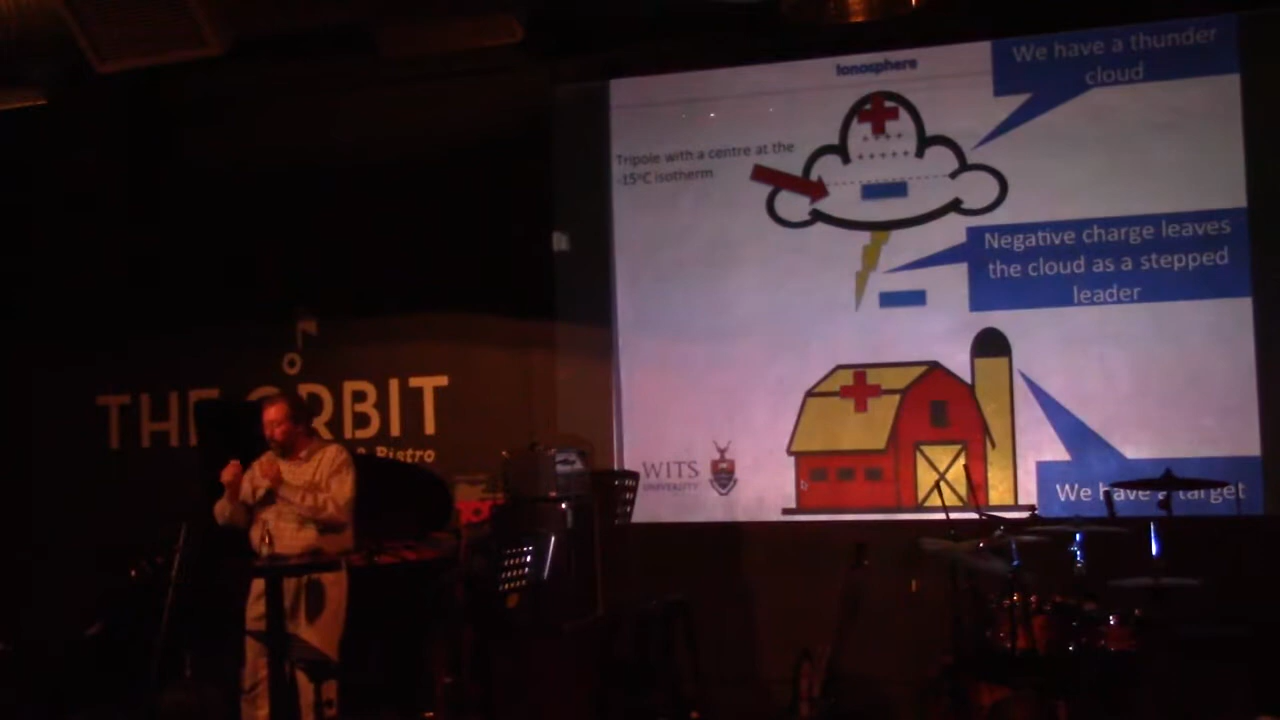 Ionosphere
We have a thunder
cloud
Tripole with a centre at the
-15°C isotherm
Negative charge leaves
the cloud as a stepped
leader
We have a target
WITS
UNIVERSITY
THE ORBIT
& Bistro